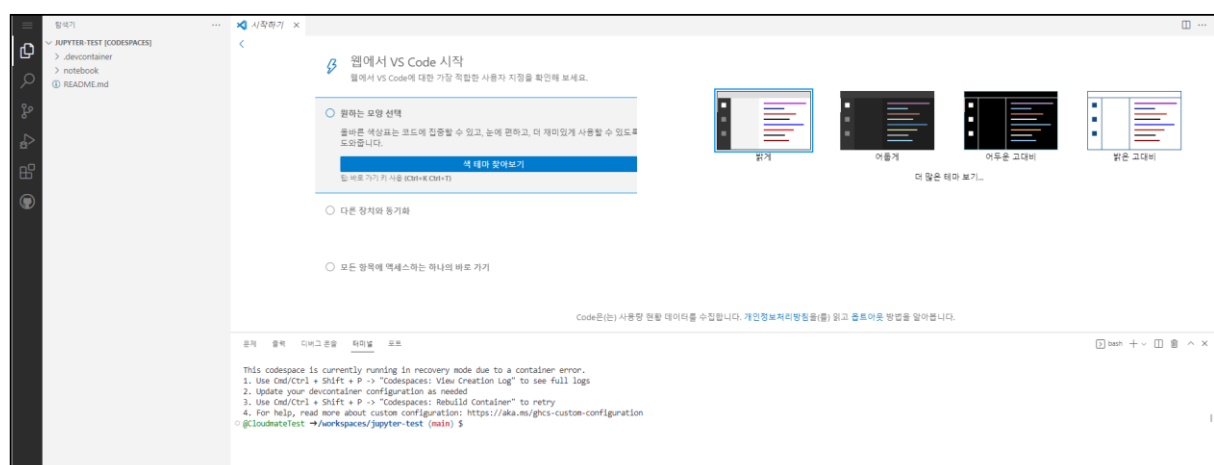 탐색기
JUPYTER-TEST [CODESPACES]
.devcontainer
notebook
README.md
시작하기
웹에서 VS Code 시작
웹에서 VS Code에 대한 가장 적합한 사용자 지정을 확인해 보세요.
원하는 모양 선택
올바른 색상표는 코드에 집중할 수 있고, 눈에 편하고, 더 재미있게 사용할 수 있도록
도와줍니다.
색 테마 찾아보기
팁: 바로 가기 키 사용 (Ctrl+K Ctrl+T)
다른 장치와 동기화
모든 항목에 액세스하는 하나의 바로 가기
밝게
어둡게
어두운 고대비
밝은 고대비
더 많은 테마 보기...
Code은(는) 사용량 현황 데이터를 수집합니다. 개인정보처리방침을(를) 읽고 옵트아웃 방법을 알아봅니다.
문제 출력 디버그 콘솔 터미널 포트
bash
This codespace is currently running in recovery mode due to a container error.
1. Use Cmd/Ctrl + Shift + P -> "Codespaces: View Creation Log" to see full logs
2. Update your devcontainer configuration as needed
3. Use Cmd/Ctrl + Shift + P -> "Codespaces: Rebuild Container" to retry
4. For help, read more about custom configuration: https://aka.ms/ghcs-custom-configuration
@CloudmateTest →/workspaces/jupyter-test (main) $